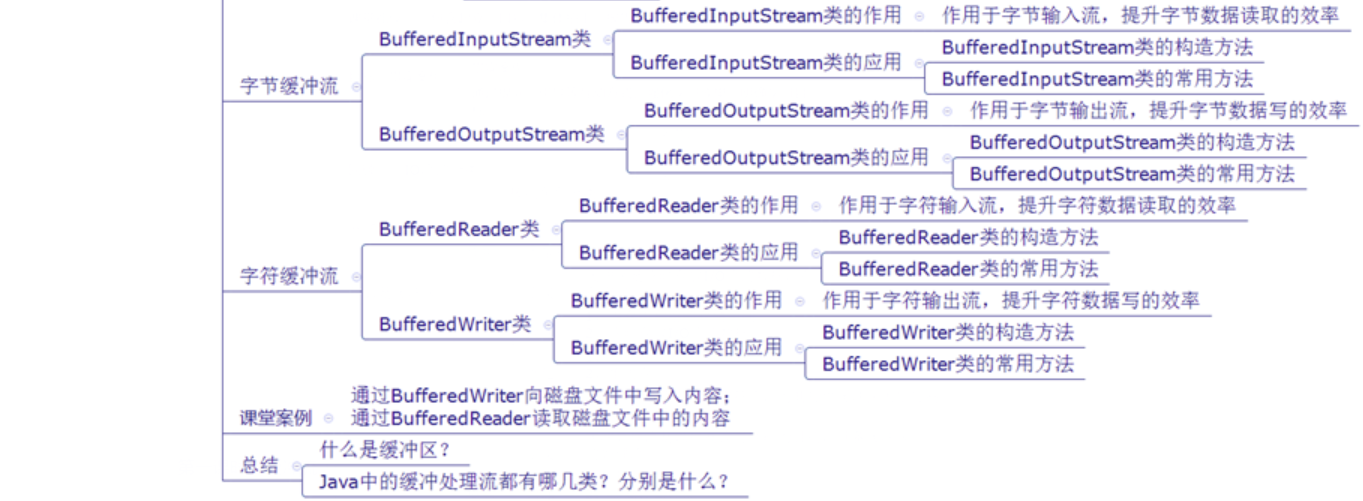 字节缓冲流
BufferedInputStream类
BufferedInputStream类的作用
作用于字节输入流，提升字节数据读取的效率
BufferedInputStream类的应用
BufferedInputStream类的构造方法
BufferedInputStream类的常用方法
BufferedOutputStream类
BufferedOutputStream类的作用
作用于字节输出流，提升字节数据写的效率
BufferedOutputStream类的应用
BufferedOutputStream类的构造方法
BufferedOutputStream类的常用方法
字符缓冲流
BufferedReader类
BufferedReader类的作用
作用于字符输入流，提升字符数据读取的效率
BufferedReader类的应用
BufferedReader类的构造方法
BufferedReader类的常用方法
BufferedWriter类
BufferedWriter类的作用
作用于字符输出流，提升字符数据写的效率
BufferedWriter类的应用
BufferedWriter类的构造方法
BufferedWriter类的常用方法
课堂案例
通过BufferedWriter向磁盘文件中写入内容；
通过BufferedReader读取磁盘文件中的内容
总结
什么是缓冲区？
Java中的缓冲处理流都有哪几类？分别是什么？